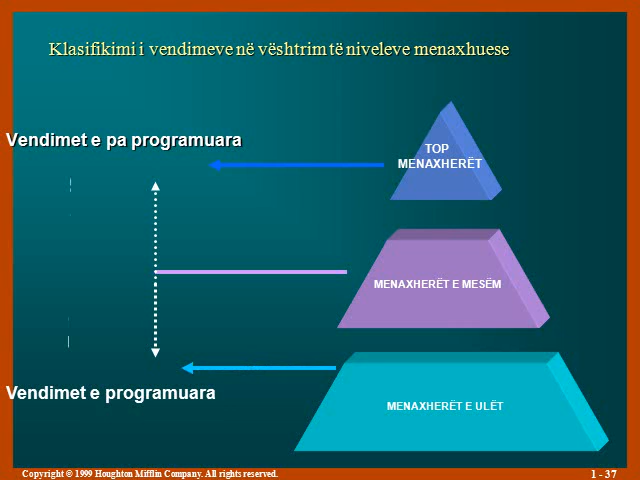 Klasifikimi i vendimeve në vështrim të niveleve menaxhuese
Vendimet e pa programuara
TOP
MENAXHERËT
MENAXHERËT E MESËM
Vendimet e programuara
MENAXHERËT E ULËT
Copyright © 1999 Houghton Mifflin Company. All rights reserved.
1 - 37